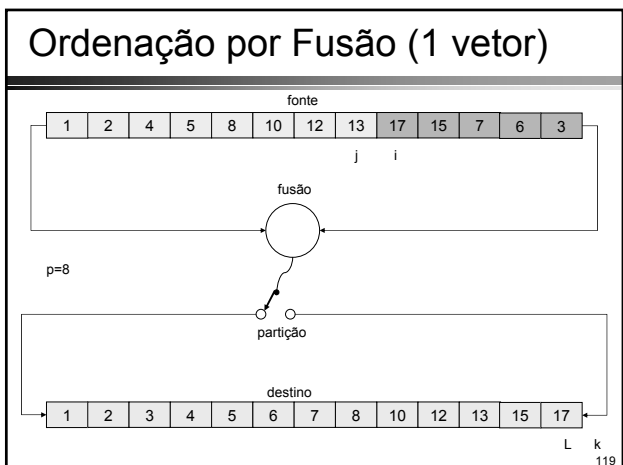 Ordenação por Fusão (1 vetor)
fonte
1 2 4 5 8 10 12 13 17 15 7 6 3
j i
fusão
p=8
partição
destino
1 2 3 4 5 6 7 8 10 12 13 15 17
L k
119